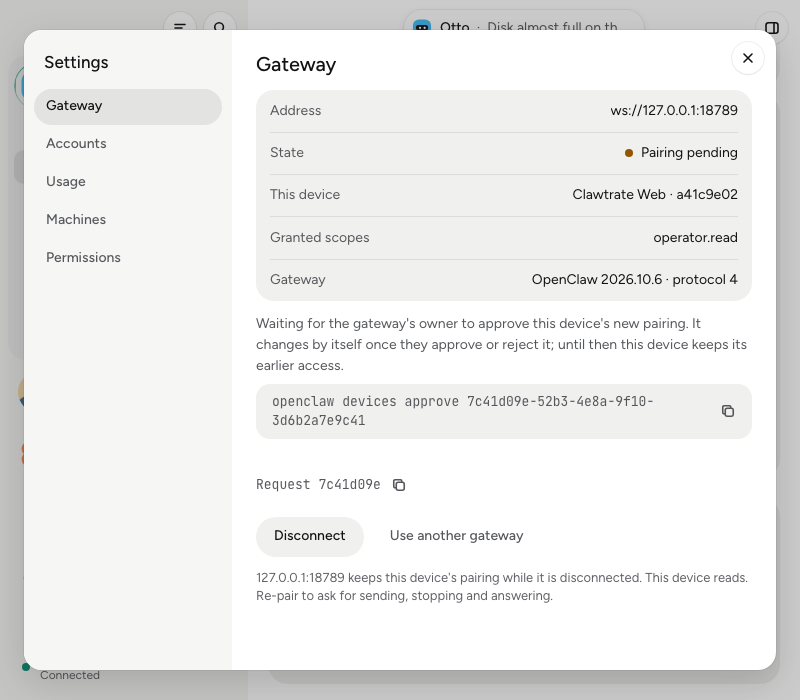 Otto · Disk almost full on th
Settings
Gateway
Accounts
Usage
Machines
Permissions
Gateway
Address ws://127.0.0.1:18789
State Pairing pending
This device Clawtrate Web · a41c9e02
Granted scopes operator.read
Gateway OpenClaw 2026.10.6 · protocol 4
Waiting for the gateway's owner to approve this device's new pairing. It
changes by itself once they approve or reject it; until then this device keeps its
earlier access.
openclaw devices approve 7c41d09e-52b3-4e8a-9f10-
3d6b2a7e9c41
Request 7c41d09e
Disconnect Use another gateway
127.0.0.1:18789 keeps this device's pairing while it is disconnected. This device reads.
Re-pair to ask for sending, stopping and answering.
Connected